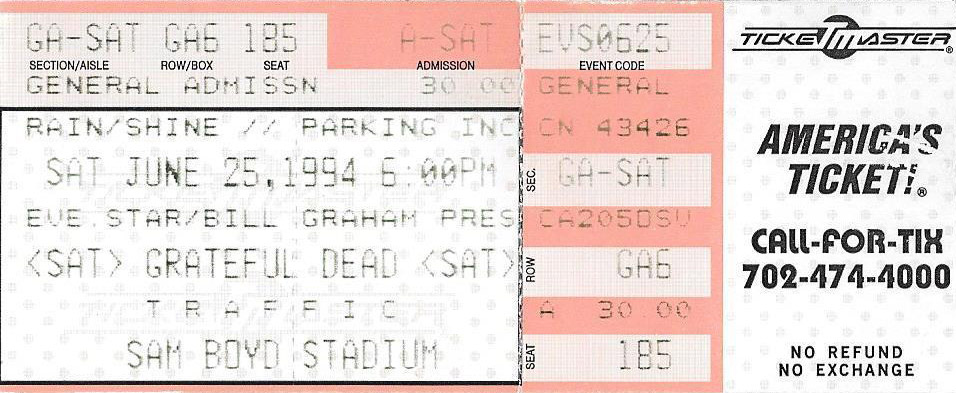 GA-SAT GA6 185 A-SAT
SECTION/AISLE ROW/BOX SEAT ADMISSION
GENERAL ADMISSN 30.00
RAIN/SHINE // PARKING INC
SAT JUNE 25,1994 6:00PM
EVE STAR/BILL GRAHAM PRES
<SAT> GRATEFUL DEAD <SAT>
TRAFFIC
SAM BOYD STADIUM
EVS0625
EVENT CODE
GENERAL
CN 43426
SEC. GA-SAT
CA205DSV
ROW GA6
A 30.00
SEAT 185
TICKETMASTER®
AMERICA'S
TICKET!®
CALL-FOR-TIX
702-474-4000
NO REFUND
NO EXCHANGE